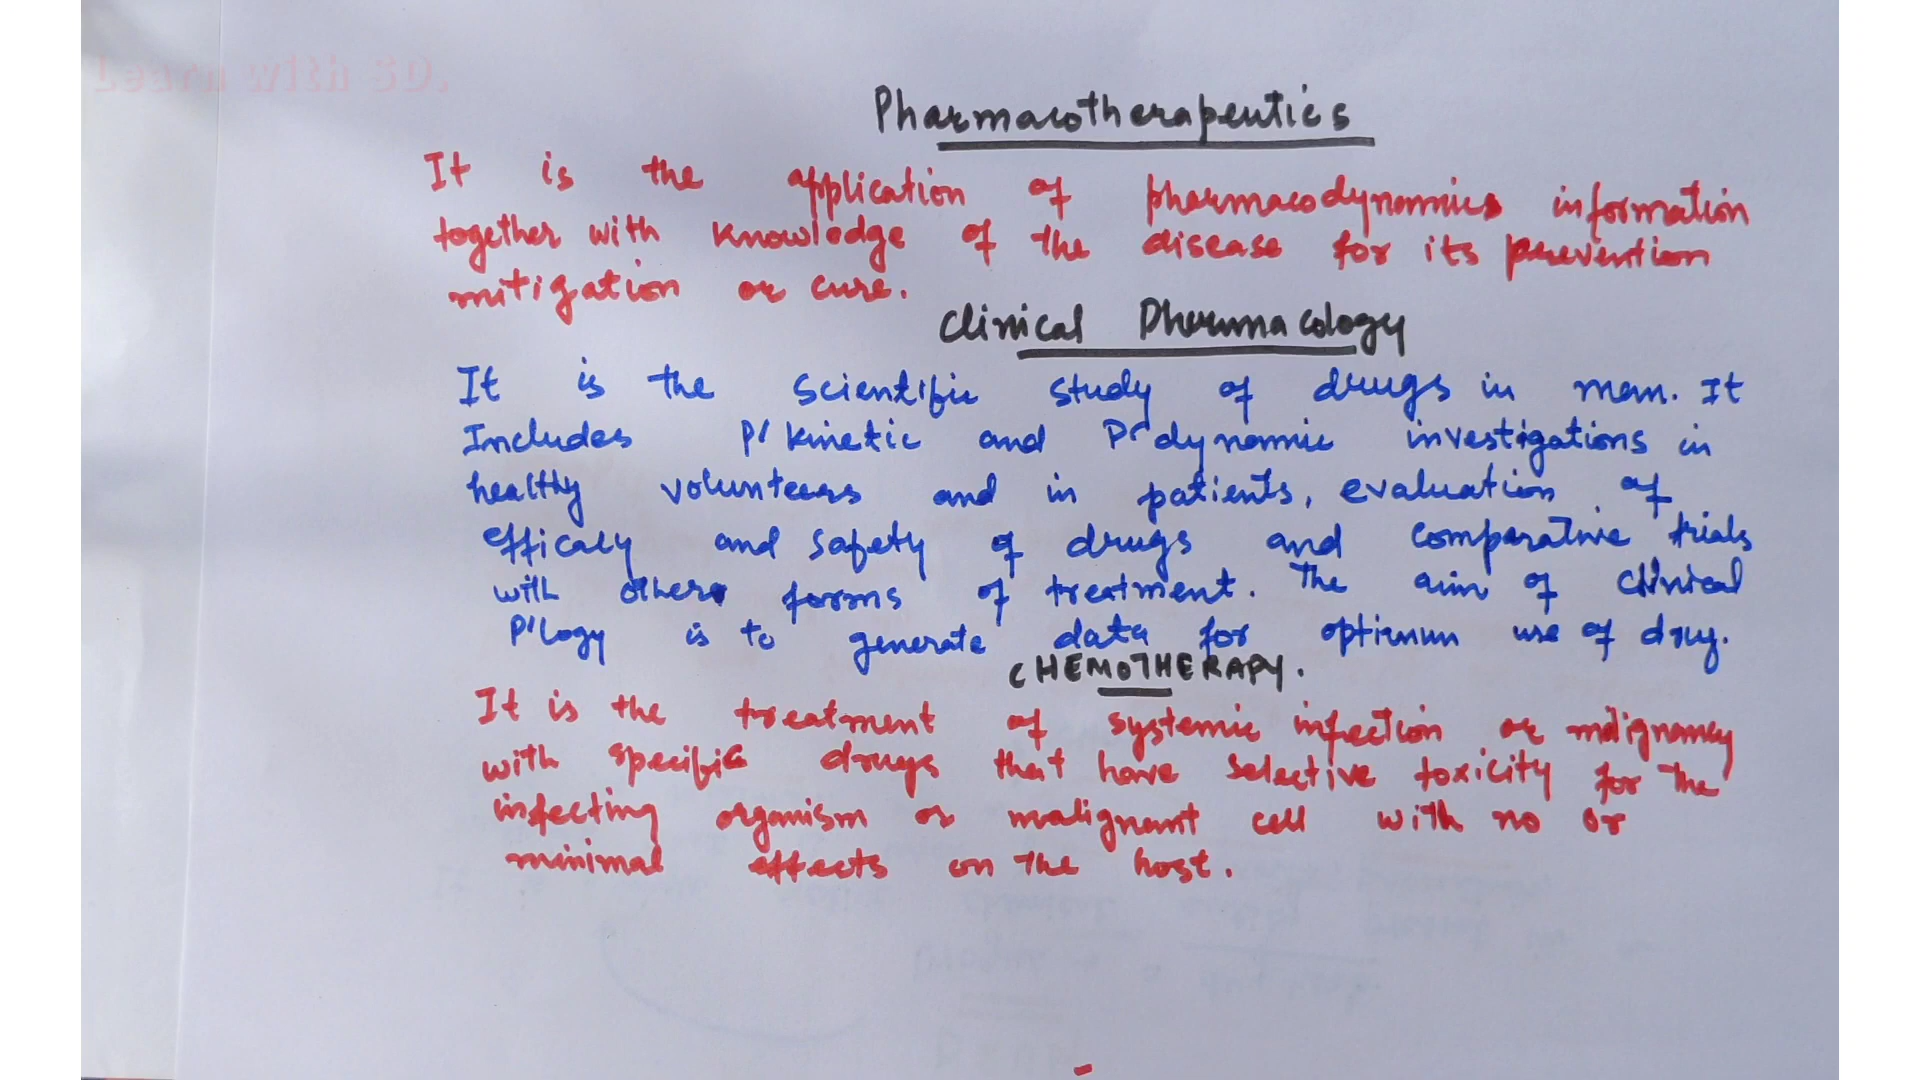 Learn with SD.
Pharmacotherapeutics
It is the application of pharmacodynamics information
together with knowledge of the disease for its prevention
mitigation or cure.
Clinical Pharmacology
It is the scientific study of drugs in man. It
Includes P'kinetic and P'dynamic investigations in
healthy volunteers and in patients, evaluation of
efficacy and safety of drugs and comparative trials
with others forms of treatment. The aim of Clinical
P'logy is to generate data for optimum use of drug.
CHEMOTHERAPY.
It is the treatment of systemic infection or malignancy
with specific drugs that have selective toxicity for the
infecting organism or malignant cell with no or
minimal effects on the host.